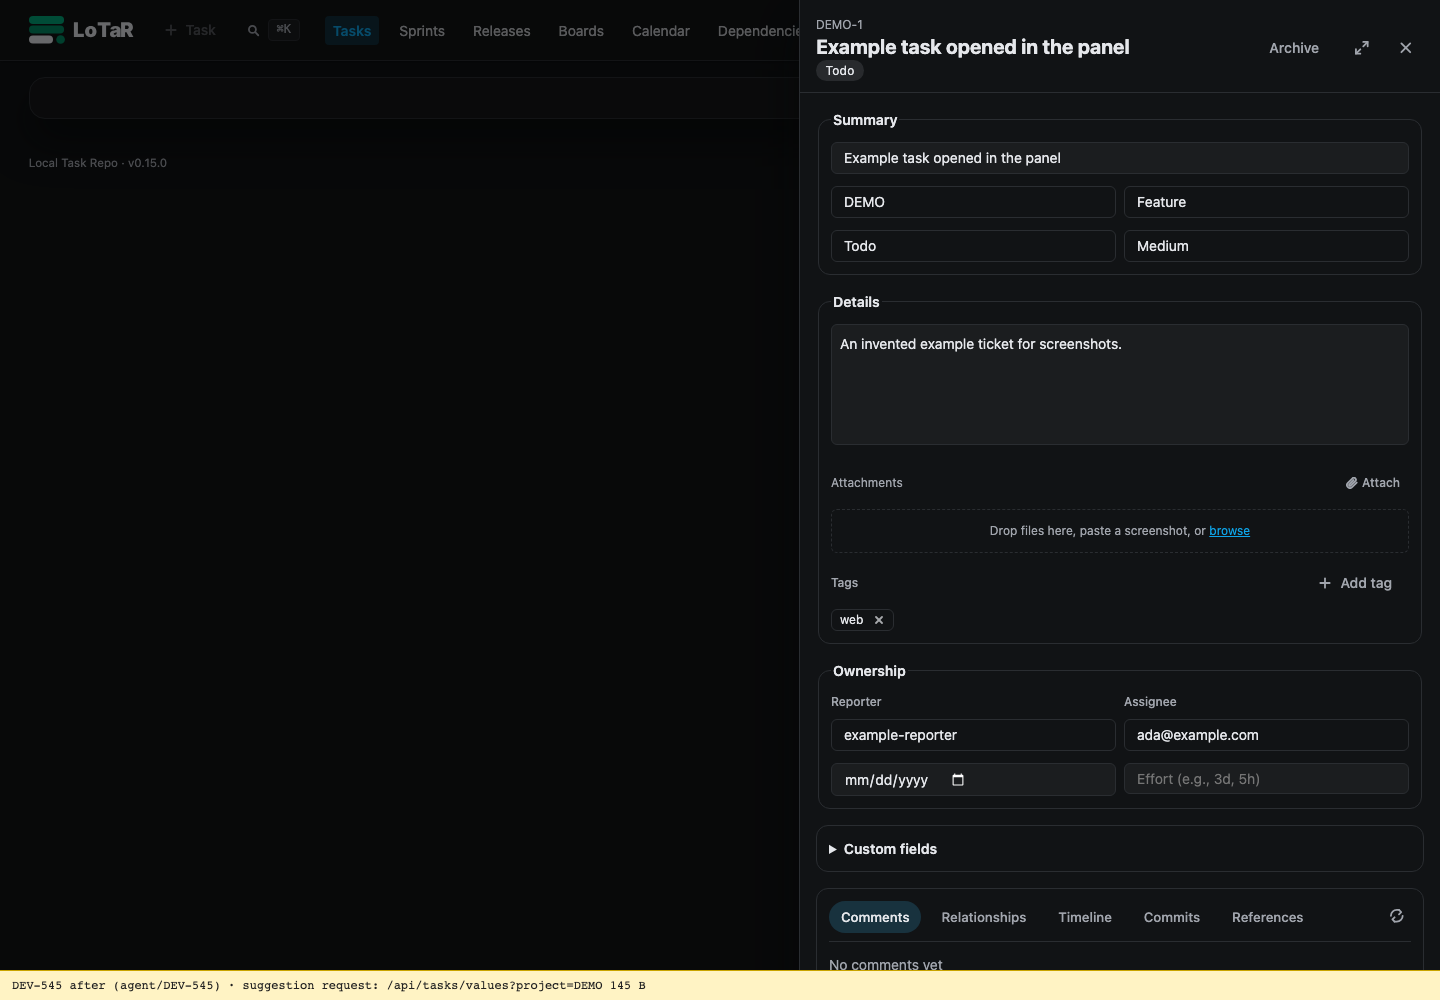 LoTaR
Task
⌘K
Tasks
Sprints
Releases
Boards
Calendar
Local Task Repo · v0.15.0
DEMO-1
Example task opened in the panel
Todo
Archive
Summary
Example task opened in the panel
DEMO
Feature
Todo
Medium
Details
An invented example ticket for screenshots.
Attachments
Attach
Drop files here, paste a screenshot, or browse
Tags
Add tag
web
Ownership
Reporter
Assignee
example-reporter
ada@example.com
mm/dd/yyyy
Effort (e.g., 3d, 5h)
Custom fields
Comments
Relationships
Timeline
Commits
References
No comments yet
DEV-545 after (agent/DEV-545) · suggestion request: /api/tasks/values?project=DEMO 145 B